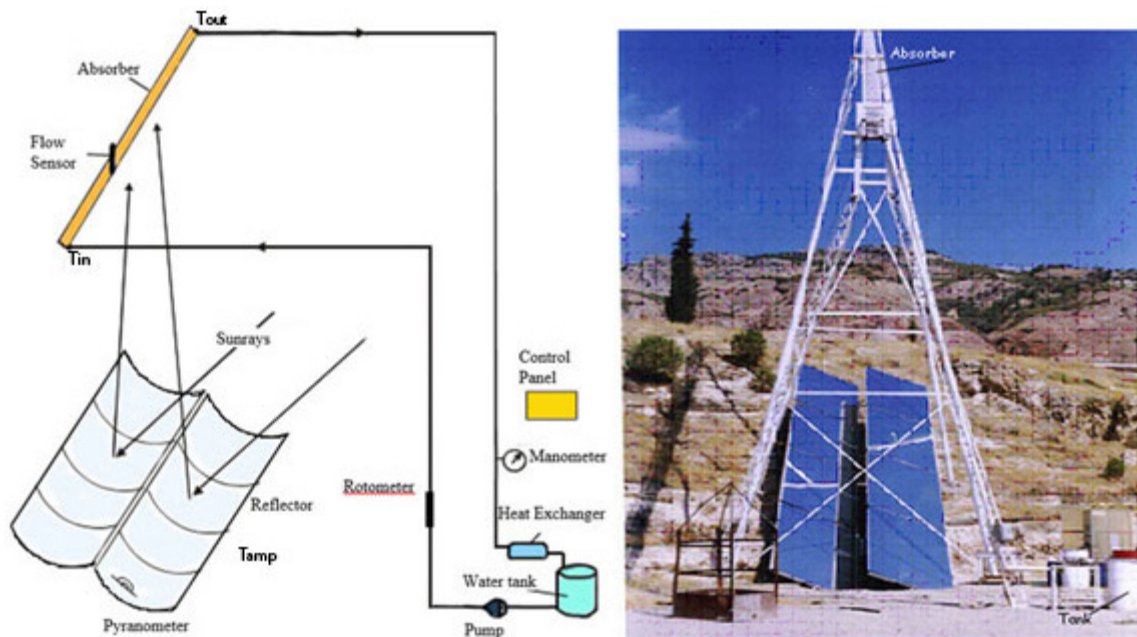 Tout
Absorber
Flow
Sensor
Tin
Sunrays
Control
Panel
Manometer
Rotometer
Reflector
Heat Exchanger
Tamp
Water tank
Pyranometer
Pump
Absorber
Tank